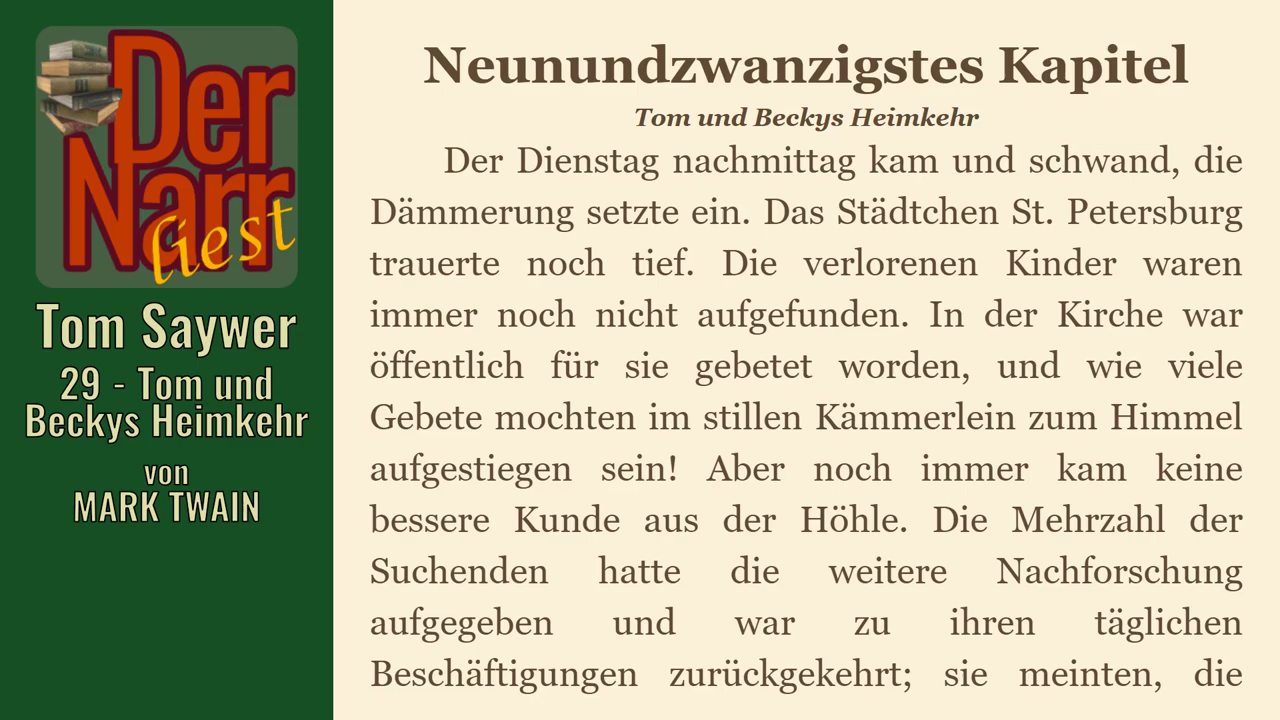 Der
Narr
liest
Tom Saywer
29 - Tom und
Beckys Heimkehr
von
MARK TWAIN
Neunundzwanzigstes Kapitel
Tom und Beckys Heimkehr
Der Dienstag nachmittag kam und schwand, die
Dämmerung setzte ein. Das Städtchen St. Petersburg
trauerte noch tief. Die verlorenen Kinder waren
immer noch nicht aufgefunden. In der Kirche war
öffentlich für sie gebetet worden, und wie viele
Gebete mochten im stillen Kämmerlein zum Himmel
aufgestiegen sein! Aber noch immer kam keine
bessere Kunde aus der Höhle. Die Mehrzahl der
Suchenden hatte die weitere Nachforschung
aufgegeben und war zu ihren täglichen
Beschäftigungen zurückgekehrt; sie meinten, die